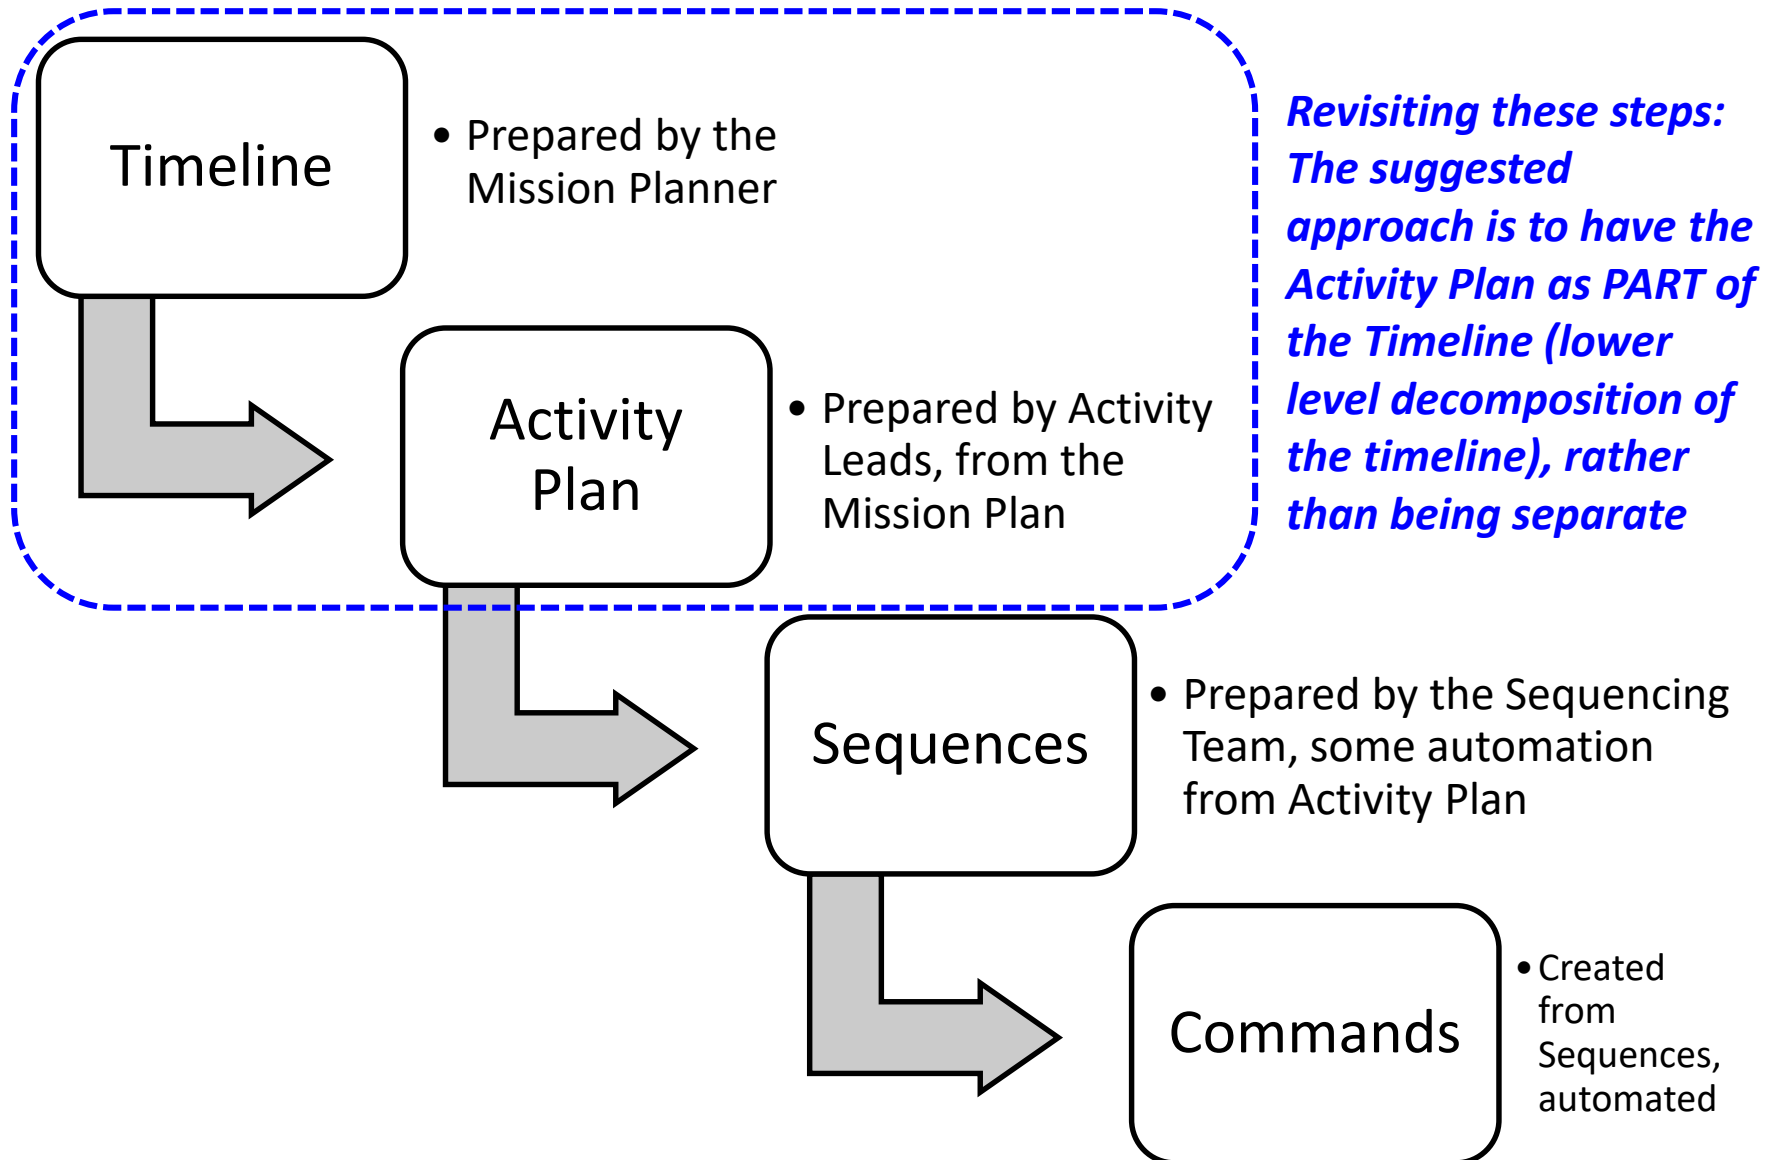 Timeline
• Prepared by the
Mission Planner
Revisiting these steps:
The suggested
approach is to have the
Activity Plan as PART of
the Timeline (lower
level decomposition of
the timeline), rather
than being separate
Activity
Plan
• Prepared by Activity
Leads, from the
Mission Plan
Sequences
• Prepared by the Sequencing
Team, some automation
from Activity Plan
Commands
• Created
from
Sequences,
automated